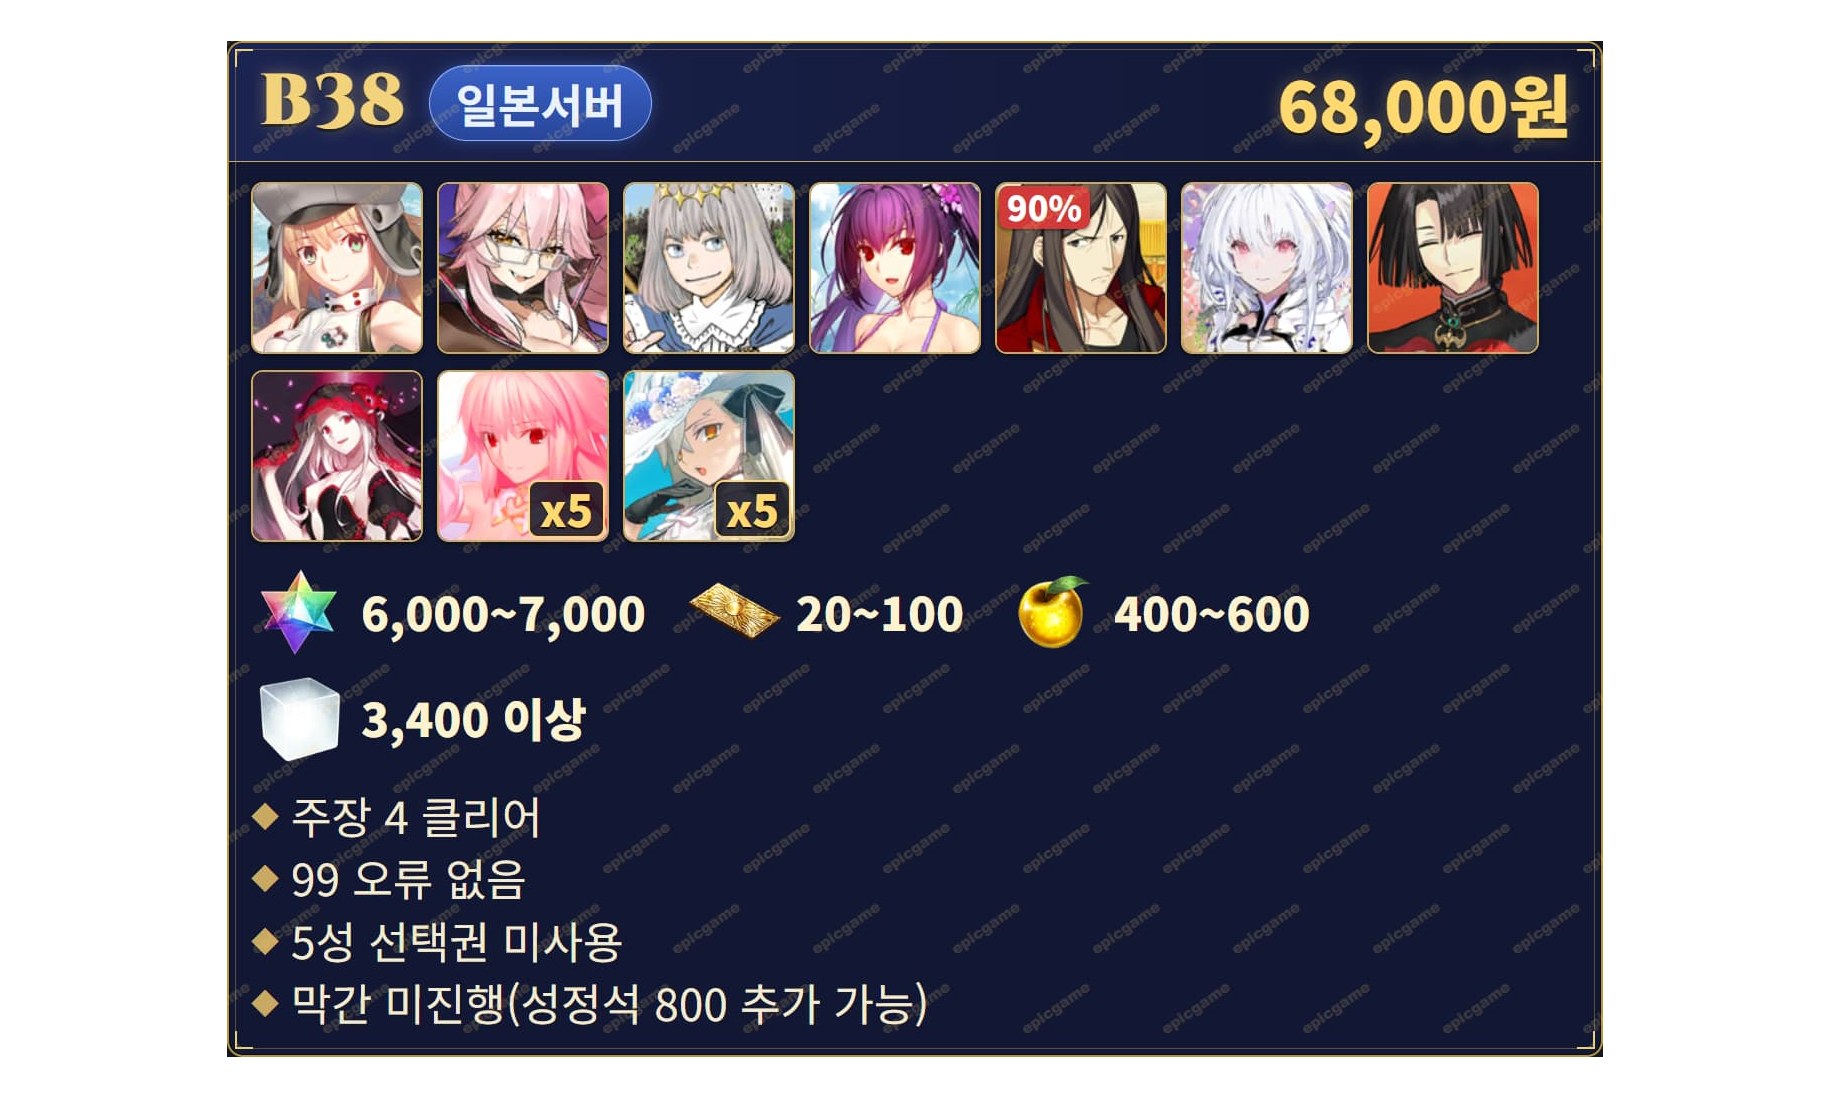 B38 일본서버 68,000원
90%
x5 x5
6,000~7,000 20~100 400~600
3,400 이상
주장 4 클리어
99 오류 없음
5성 선택권 미사용
막간 미진행(성정석 800 추가 가능)
epicgame